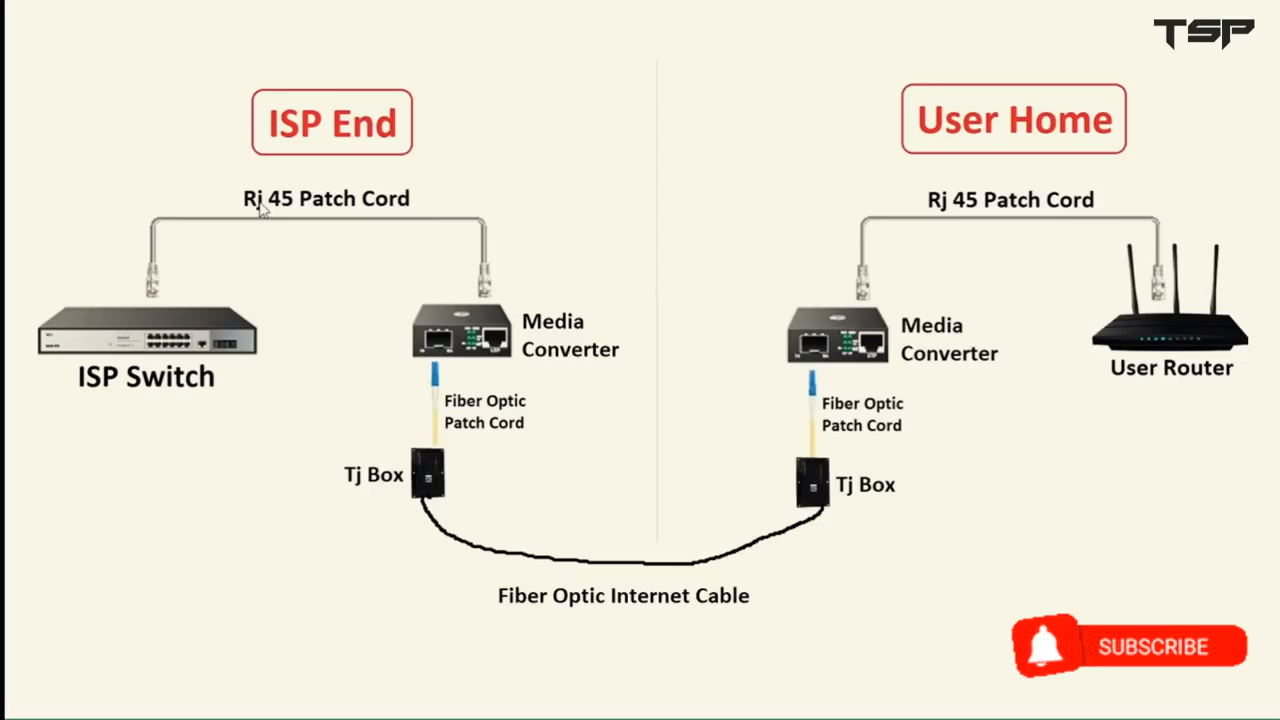 TSP
ISP End
User Home
Rj 45 Patch Cord
Rj 45 Patch Cord
Media
Converter
Media
Converter
ISP Switch
User Router
Fiber Optic
Patch Cord
Fiber Optic
Patch Cord
Tj Box
Tj Box
Fiber Optic Internet Cable
SUBSCRIBE